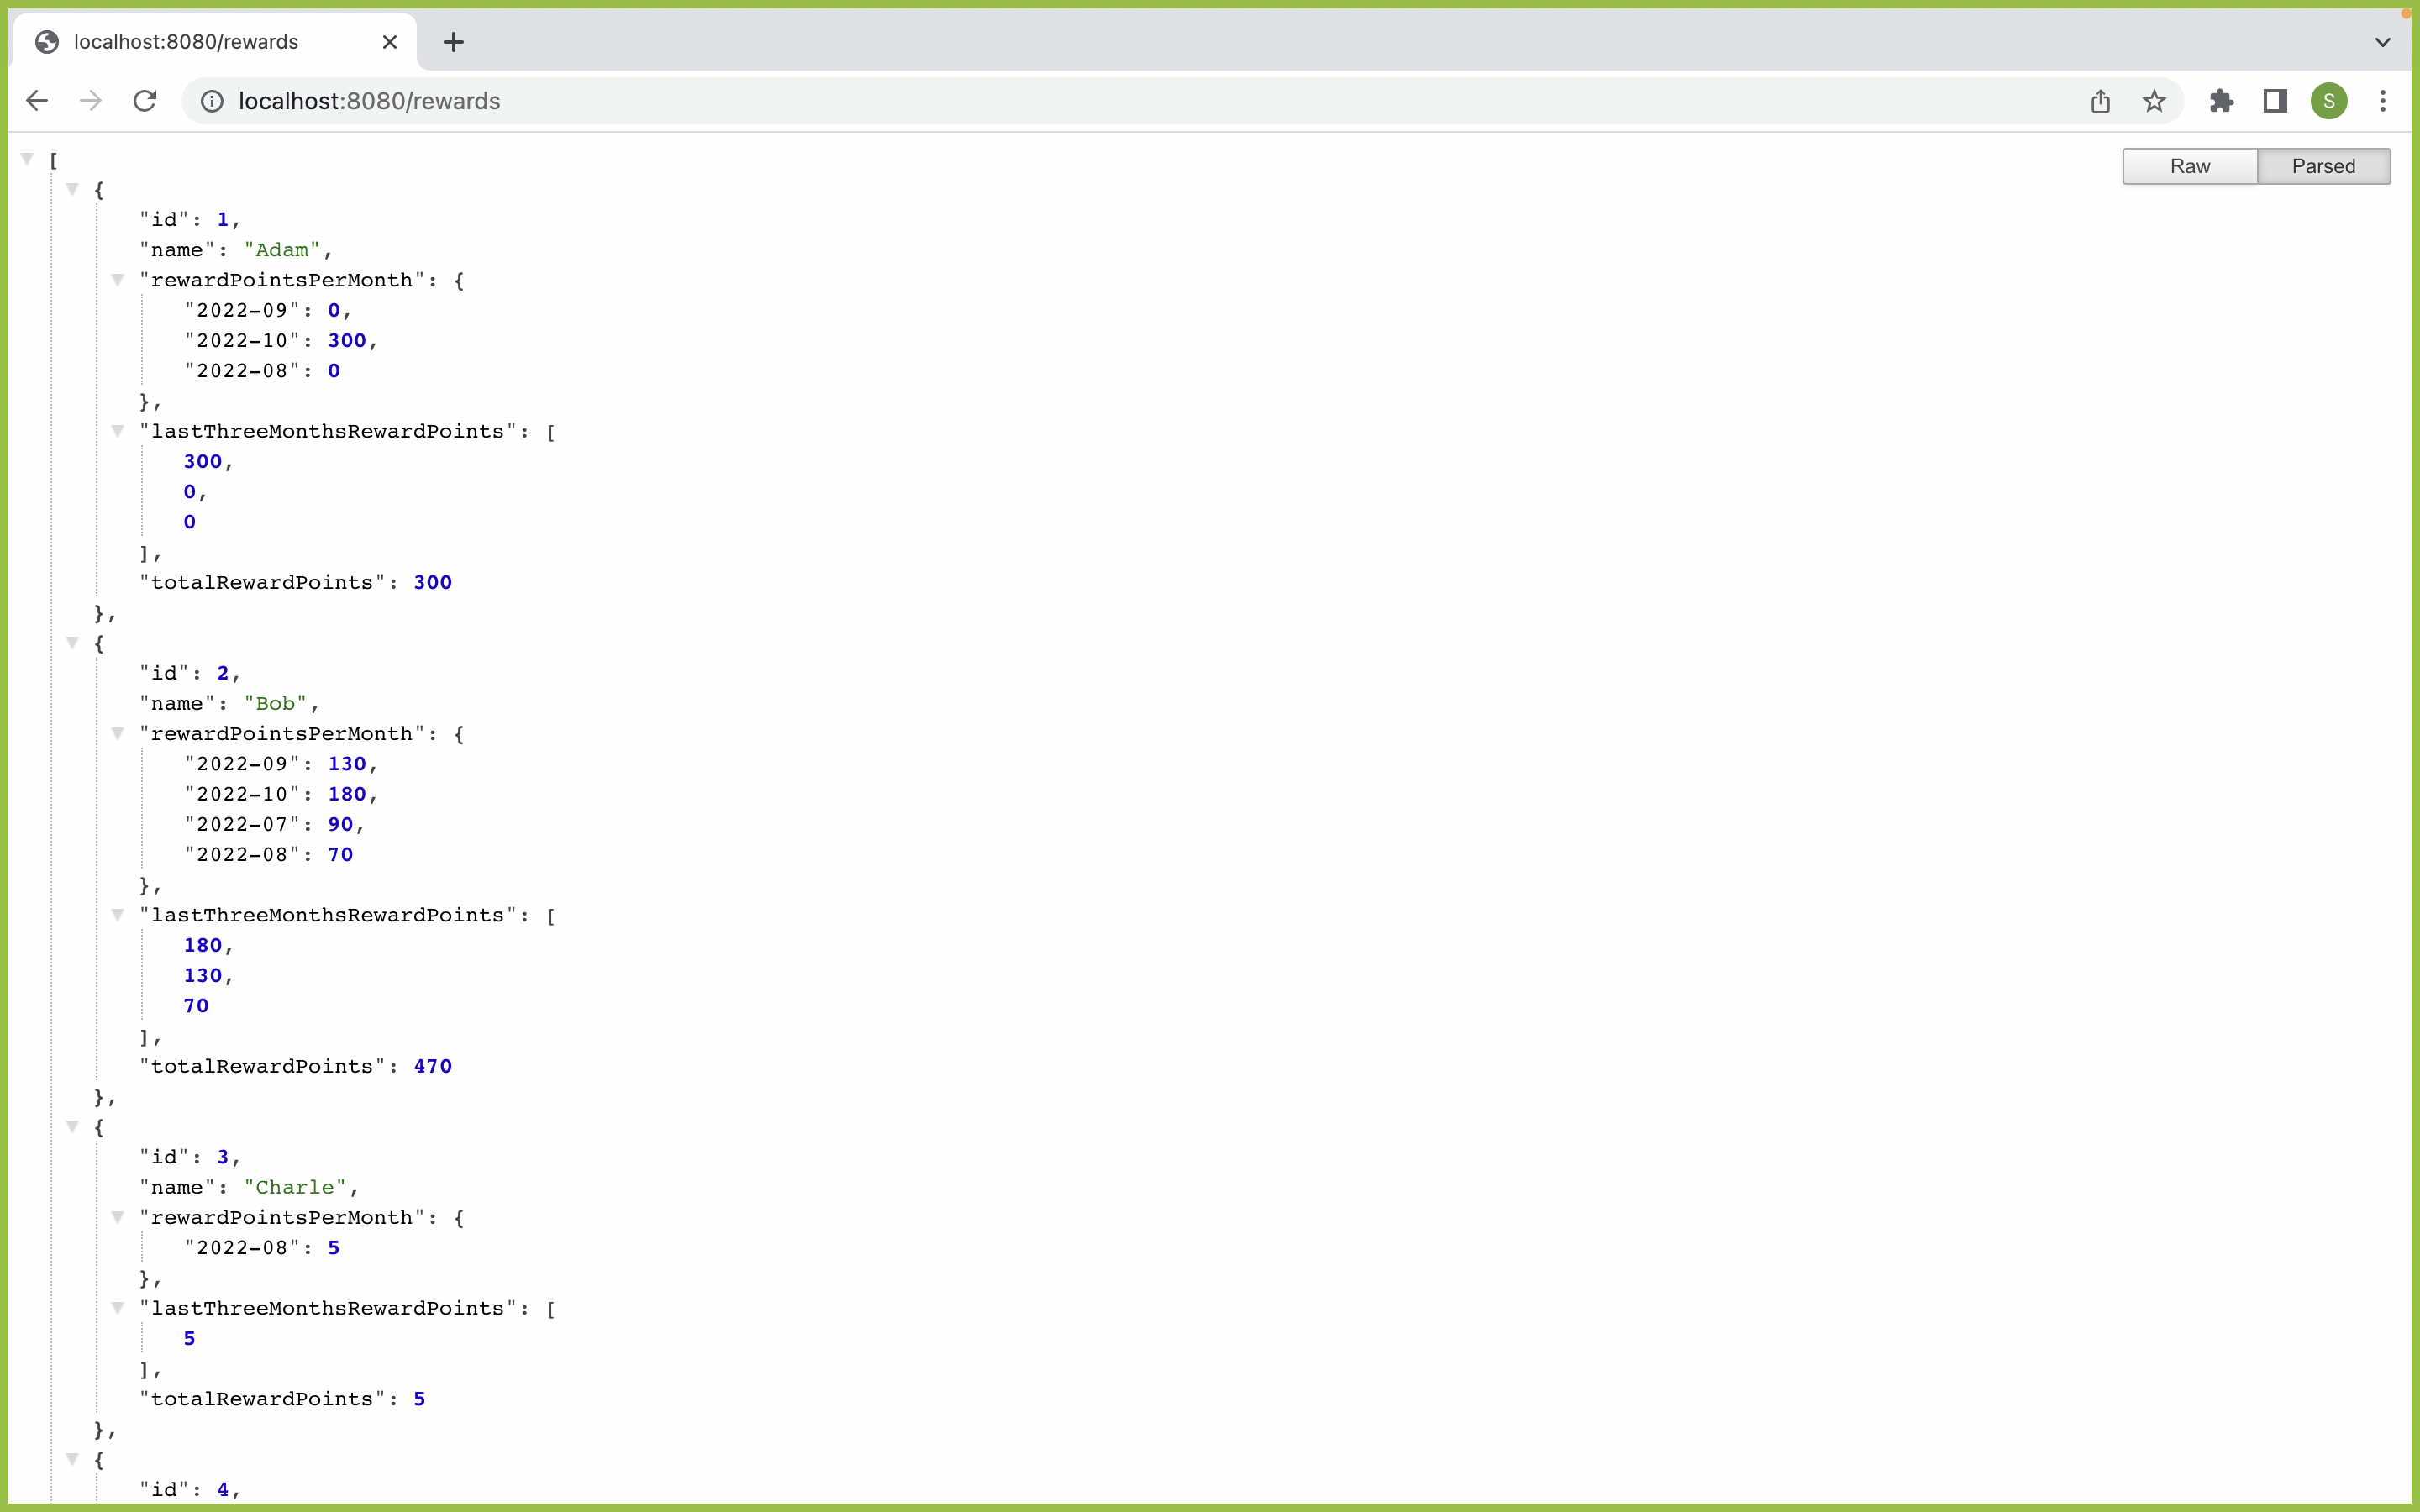 localhost:8080/rewards
localhost:8080/rewards
S
Raw Parsed
[
{
"id": 1,
"name": "Adam",
"rewardPointsPerMonth": {
"2022-09": 0,
"2022-10": 300,
"2022-08": 0
},
"lastThreeMonthsRewardPoints": [
300,
0,
0
],
"totalRewardPoints": 300
},
{
"id": 2,
"name": "Bob",
"rewardPointsPerMonth": {
"2022-09": 130,
"2022-10": 180,
"2022-07": 90,
"2022-08": 70
},
"lastThreeMonthsRewardPoints": [
180,
130,
70
],
"totalRewardPoints": 470
},
{
"id": 3,
"name": "Charle",
"rewardPointsPerMonth": {
"2022-08": 5
},
"lastThreeMonthsRewardPoints": [
5
],
"totalRewardPoints": 5
},
{
"id": 4,